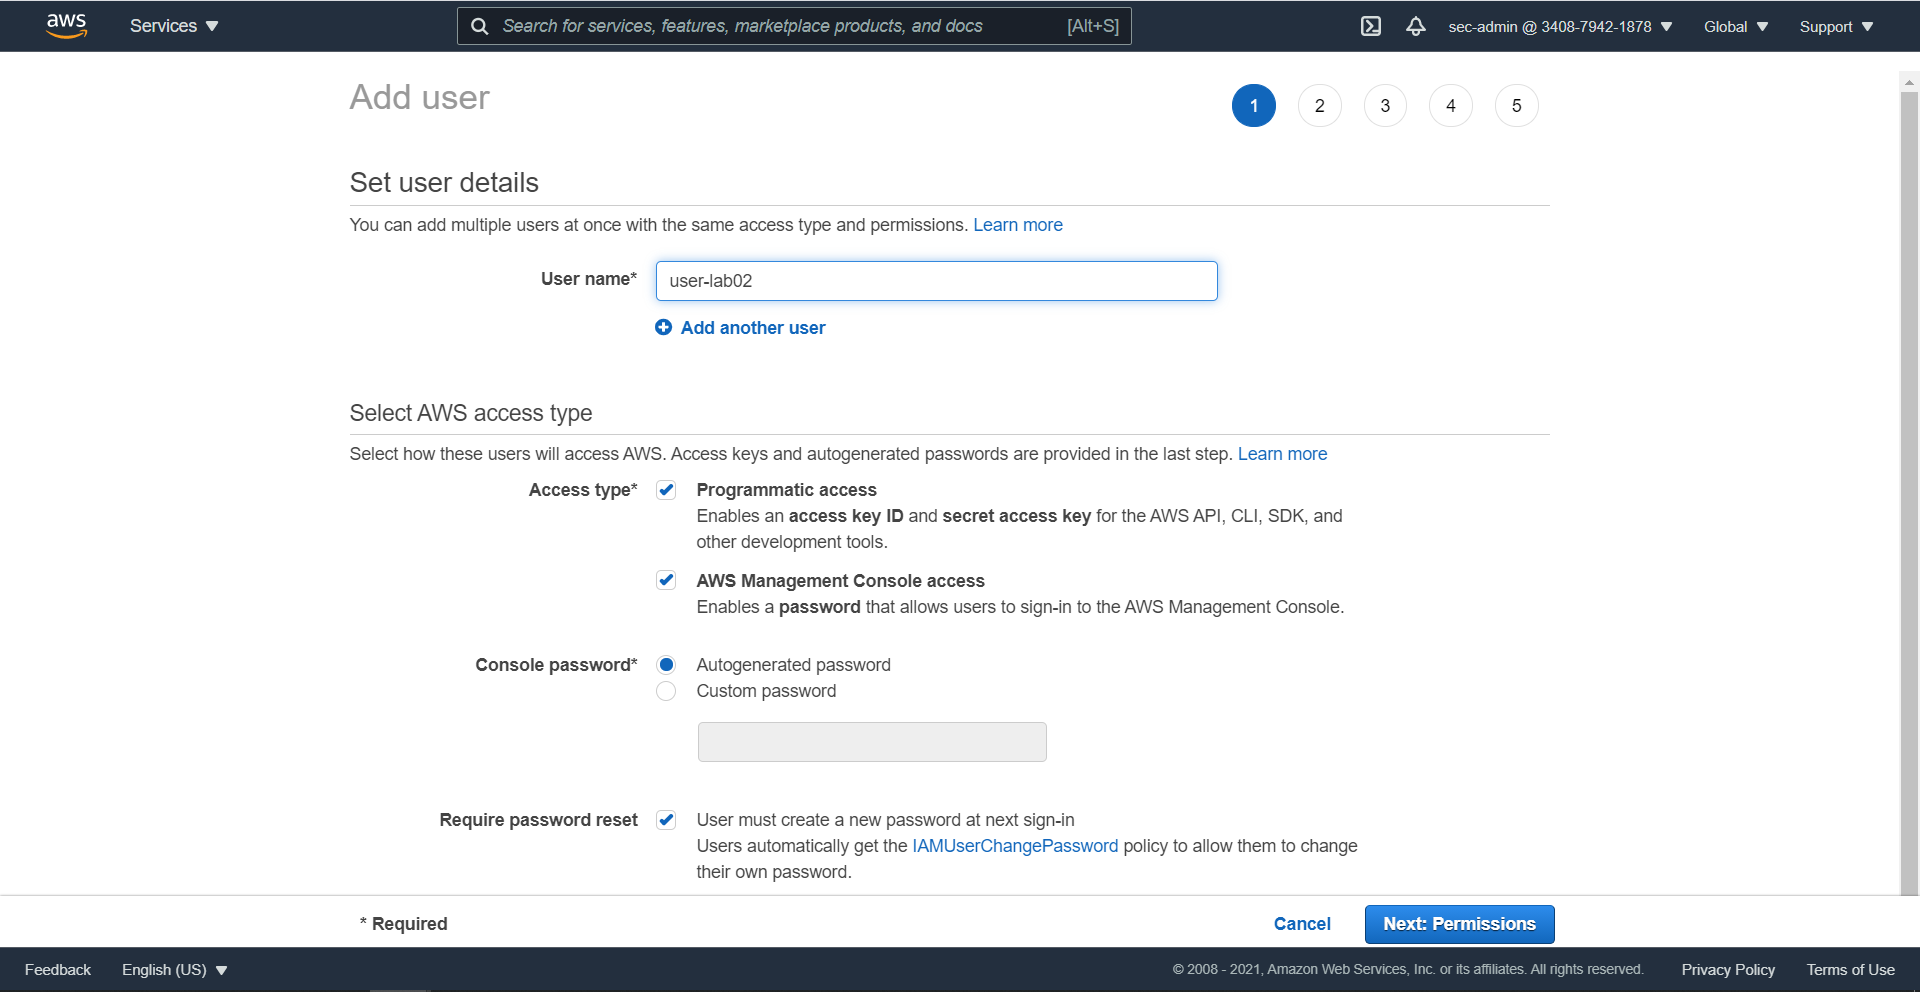 aws Services Search for services, features, marketplace products, and docs [Alt+S] sec-admin @ 3408-7942-1878 Global Support
Add user 1 2 3 4 5
Set user details
You can add multiple users at once with the same access type and permissions. Learn more
User name* user-lab02
Add another user
Select AWS access type
Select how these users will access AWS. Access keys and autogenerated passwords are provided in the last step. Learn more
Access type* Programmatic access
Enables an access key ID and secret access key for the AWS API, CLI, SDK, and
other development tools.
AWS Management Console access
Enables a password that allows users to sign-in to the AWS Management Console.
Console password* Autogenerated password
Custom password
Require password reset User must create a new password at next sign-in
Users automatically get the IAMUserChangePassword policy to allow them to change
their own password.
* Required Cancel Next: Permissions
Feedback English (US) © 2008 - 2021, Amazon Web Services, Inc. or its affiliates. All rights reserved. Privacy Policy Terms of Use